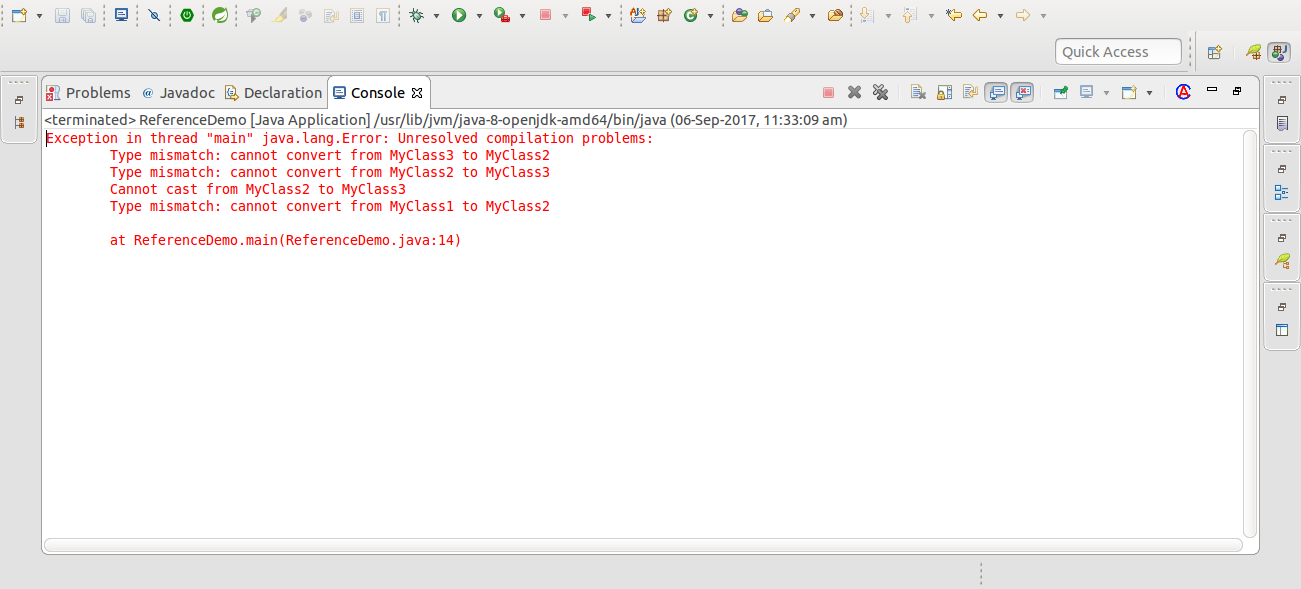 Quick Access
Problems @ Javadoc Declaration Console
<terminated> ReferenceDemo [Java Application] /usr/lib/jvm/java-8-openjdk-amd64/bin/java (06-Sep-2017, 11:33:09 am)
Exception in thread "main" java.lang.Error: Unresolved compilation problems:
Type mismatch: cannot convert from MyClass3 to MyClass2
Type mismatch: cannot convert from MyClass2 to MyClass3
Cannot cast from MyClass2 to MyClass3
Type mismatch: cannot convert from MyClass1 to MyClass2
at ReferenceDemo.main(ReferenceDemo.java:14)